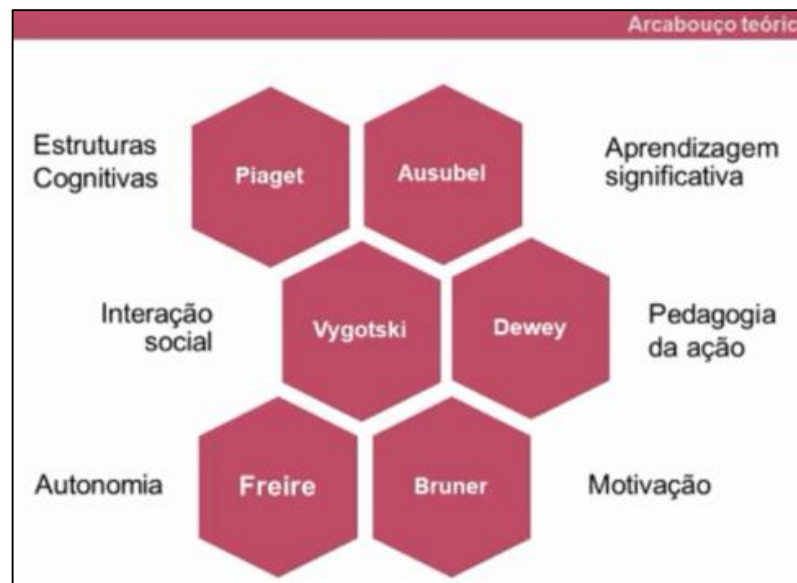 Arcabouço teóric
Estruturas
Cognitivas
Piaget
Ausubel
Aprendizagem
significativa
Interação
social
Vygotski
Dewey
Pedagogia
da ação
Autonomia
Freire
Bruner
Motivação